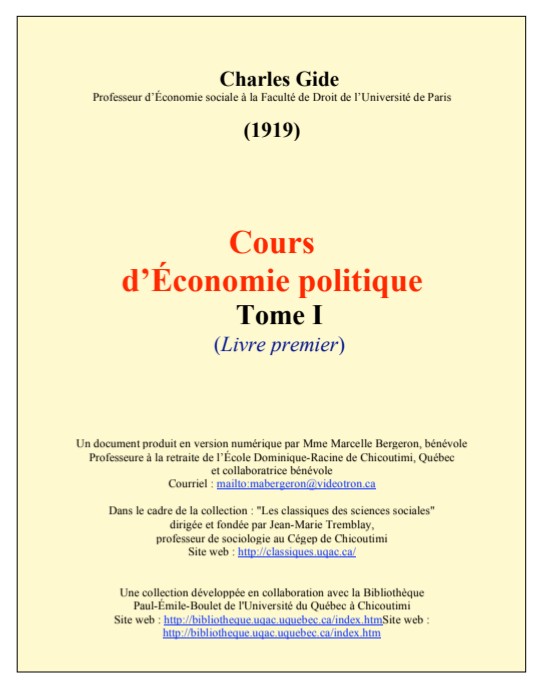 Charles Gide
Professeur d'Économie sociale à la Faculté de Droit de l'Université de Paris
(1919)
Cours
d'Économie politique
Tome I
(Livre premier)
Un document produit en version numérique par Mme Marcelle Bergeron, bénévole
Professeure à la retraite de l'École Dominique-Racine de Chicoutimi, Québec
et collaboratrice bénévole
Courriel : mailto:mabergeron@videotron.ca
Dans le cadre de la collection : "Les classiques des sciences sociales"
dirigée et fondée par Jean-Marie Tremblay,
professeur de sociologie au Cégep de Chicoutimi
Site web : http://classiques.uqac.ca/
Une collection développée en collaboration avec la Bibliothèque
Paul-Émile-Boulet de l'Université du Québec à Chicoutimi
Site web : http://bibliotheque.uqac.uquebec.ca/index.htmSite web :
http://bibliotheque.uqac.uquebec.ca/index.htm